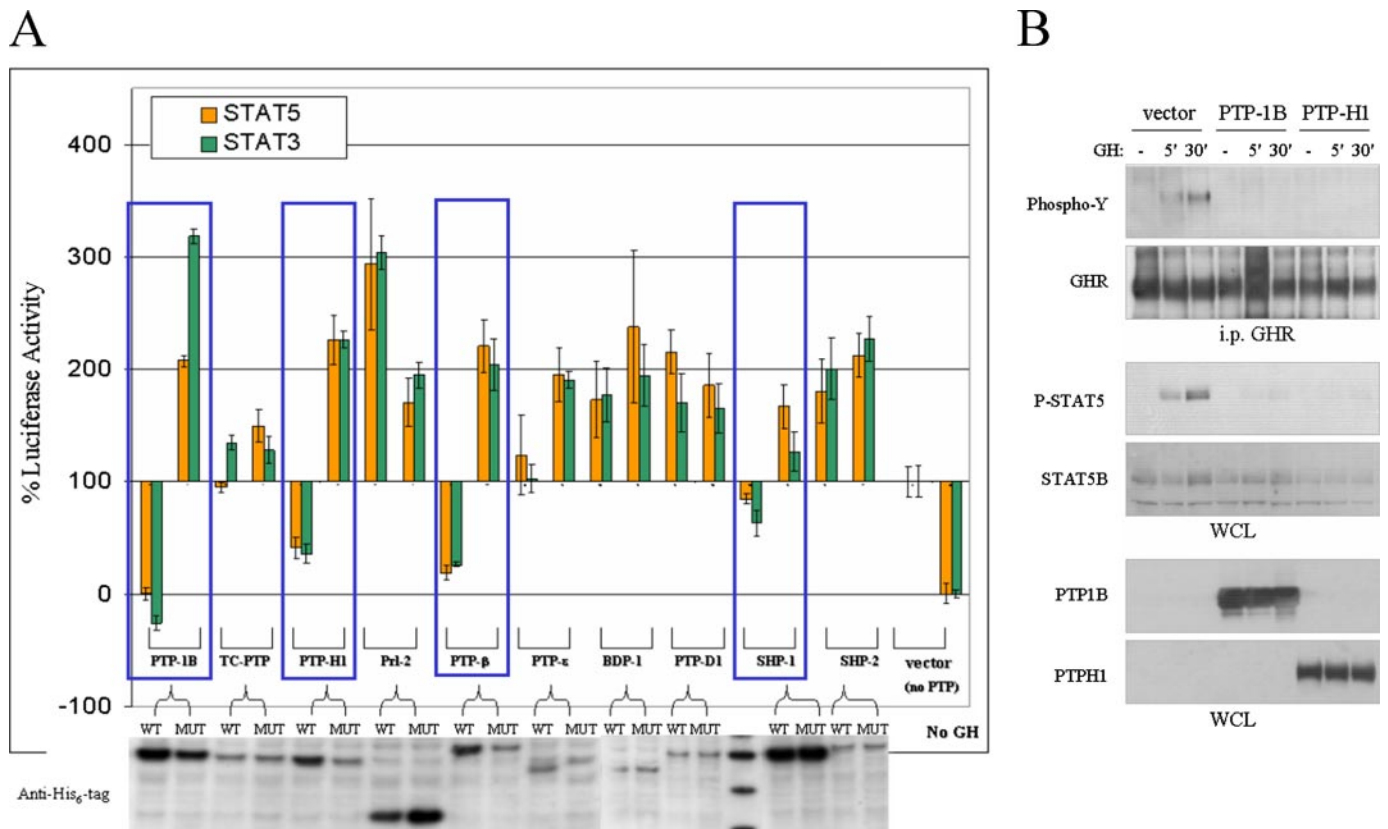 A
B
STAT5
STAT3
% Luciferase Activity
400
300
200
100
0
-100
PTP-1B TC-PTP PTP-H1 Prl-2 PTP-β PTP-ε BDP-1 PTP-D1 SHP-1 SHP-2 vector
(no PTP)
WT MUT WT MUT WT MUT WT MUT WT MUT WT MUT WT MUT WT MUT WT MUT WT MUT No GH
Anti-His6-tag
vector PTP-1B PTP-H1
GH: - 5' 30' - 5' 30' - 5' 30'
Phospho-Y
GHR
i.p. GHR
P-STAT5
STAT5B
WCL
PTP1B
PTPH1
WCL